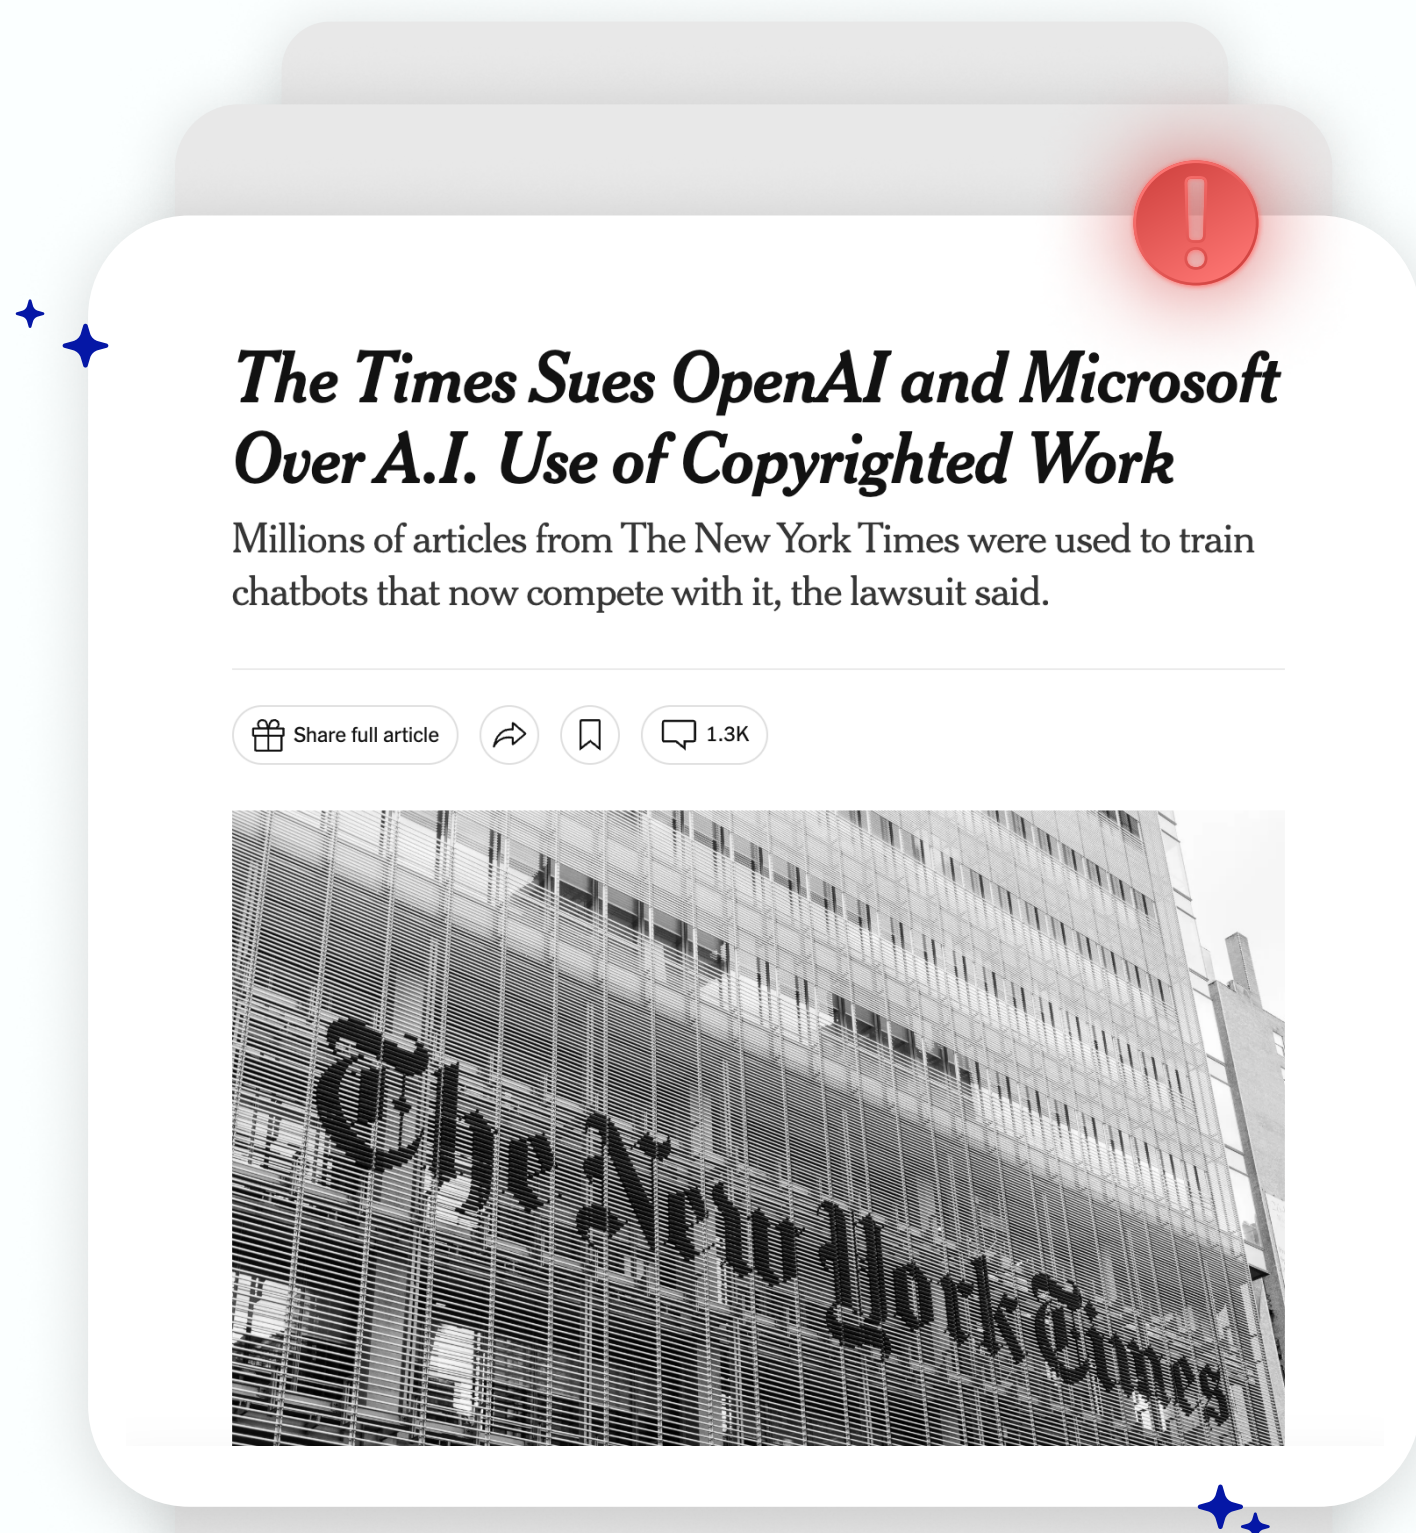 The Times Sues OpenAI and Microsoft
Over A.I. Use of Copyrighted Work
Millions of articles from The New York Times were used to train
chatbots that now compete with it, the lawsuit said.
Share full article
1.3K
The New York Times